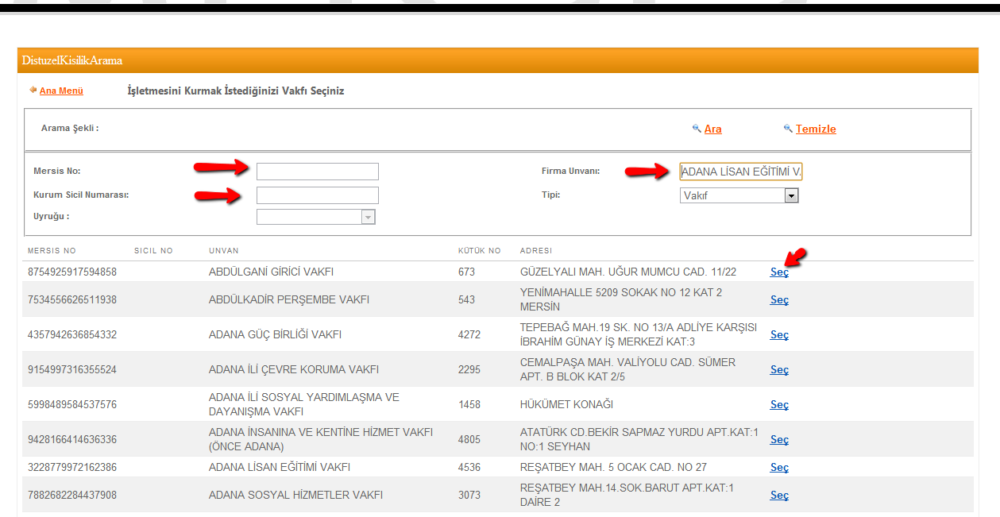 DistuzelKisilikArama
Ana Menü İşletmesini Kurmak İstediğinizi Vakfı Seçiniz
Arama Şekli : Ara Temizle
Mersis No: Firma Unvanı: ADANA LİSAN EĞİTİMİ V.
Kurum Sicil Numarası: Tipi: Vakıf
Uyruğu :
MERSIS NO SICIL NO UNVAN KÜTÜK NO ADRESI
8754925917594858 ABDÜLGANİ GİRİCİ VAKFI 673 GÜZELYALI MAH. UĞUR MUMCU CAD. 11/22 Seç
7534556626511938 ABDÜLKADİR PERŞEMBE VAKFI 543 YENİMAHALLE 5209 SOKAK NO 12 KAT 2
MERSİN Seç
4357942636854332 ADANA GÜÇ BİRLİĞİ VAKFI 4272 TEPEBAĞ MAH.19 SK. NO 13/A ADLİYE KARŞISI
İBRAHİM GÜNAY İŞ MERKEZİ KAT:3 Seç
9154997316355524 ADANA İLİ ÇEVRE KORUMA VAKFI 2295 CEMALPAŞA MAH. VALİYOLU CAD. SÜMER
APT. B BLOK KAT 2/5 Seç
5998489584537576 ADANA İLİ SOSYAL YARDIMLAŞMA VE
DAYANIŞMA VAKFI 1458 HÜKÜMET KONAĞI Seç
9428166414636336 ADANA İNSANINA VE KENTİNE HİZMET VAKFI
(ÖNCE ADANA) 4805 ATATÜRK CD.BEKİR SAPMAZ YURDU APT.KAT:1
NO:1 SEYHAN Seç
3228779972162386 ADANA LİSAN EĞİTİMİ VAKFI 4536 REŞATBEY MAH. 5 OCAK CAD. NO 27 Seç
7882682284437908 ADANA SOSYAL HİZMETLER VAKFI 3073 REŞATBEY MAH.14.SOK.BARUT APT.KAT:1
DAİRE 2 Seç